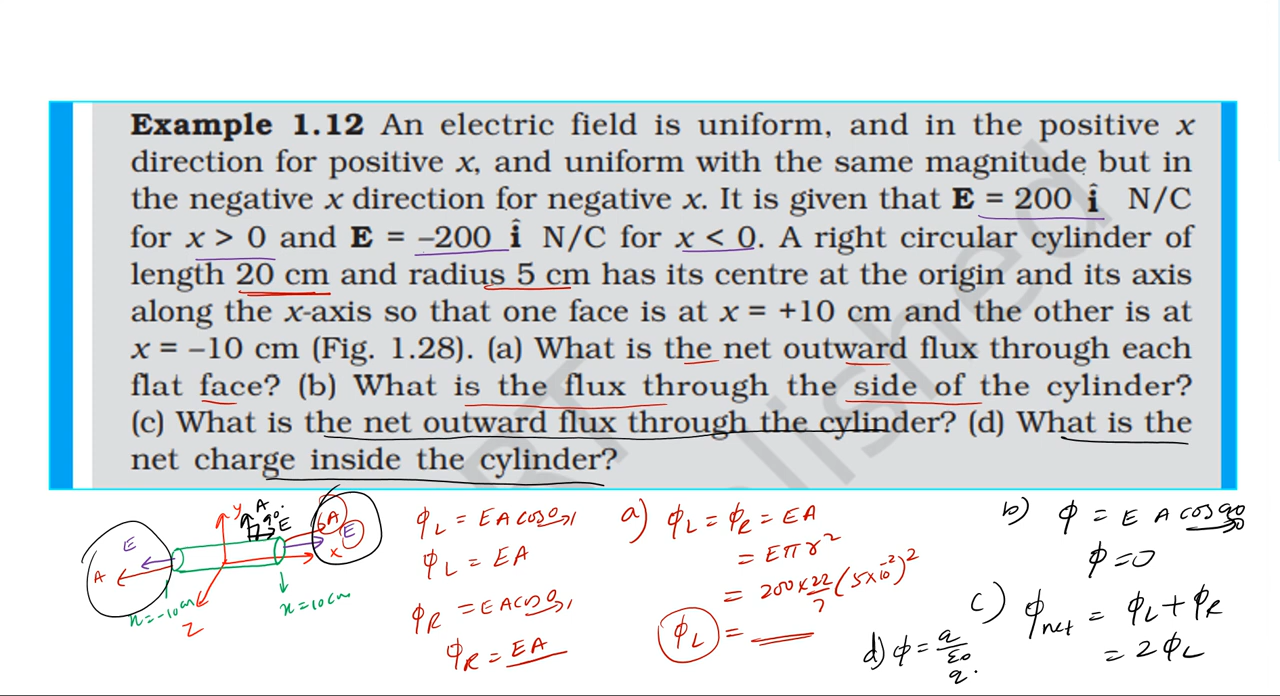 Example 1.12 An electric field is uniform, and in the positive x
direction for positive x, and uniform with the same magnitude but in
the negative x direction for negative x. It is given that E = 200 î N/C
for x > 0 and E = –200 î N/C for x < 0. A right circular cylinder of
length 20 cm and radius 5 cm has its centre at the origin and its axis
along the x-axis so that one face is at x = +10 cm and the other is at
x = –10 cm (Fig. 1.28). (a) What is the net outward flux through each
flat face? (b) What is the flux through the side of the cylinder?
(c) What is the net outward flux through the cylinder? (d) What is the
net charge inside the cylinder?
y
A
90°
E
A
E
x
E
A
x=-10cm
z
x=10cm
ϕL = EA cos0 1
ϕL = EA
ϕR = EA cos0 1
ϕR = EA
a) ϕL = ϕR = EA
= Eπr²
= 200×22/7 (5×10⁻²)²
ϕL =
b) ϕ = E A cos90 0
ϕ=0
c) ϕnet = ϕL + ϕR
= 2ϕL
d) ϕ = q/ε0
q.